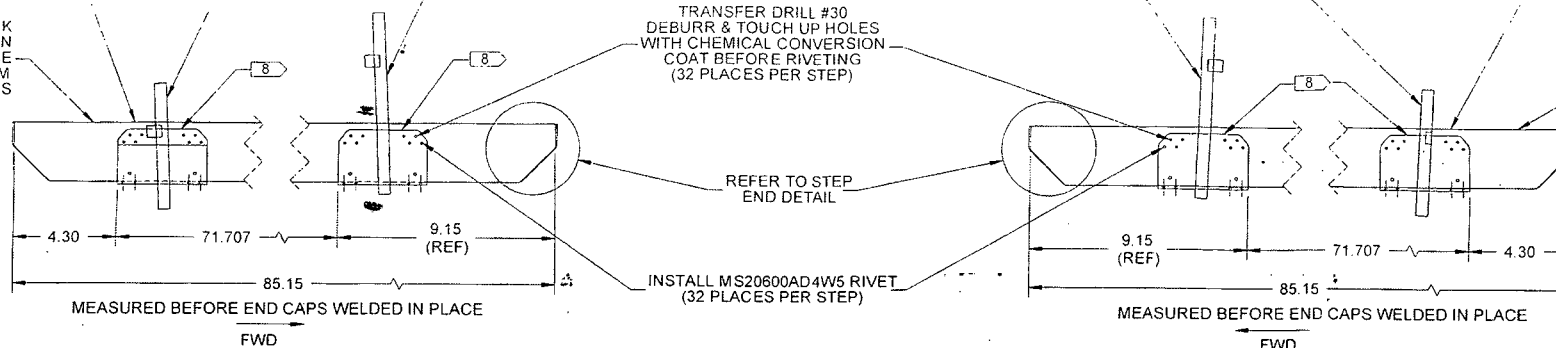 K
N
E
M
S
TRANSFER DRILL #30
DEBURR & TOUCH UP HOLES
WITH CHEMICAL CONVERSION
COAT BEFORE RIVETING
(32 PLACES PER STEP)
8
8
8
REFER TO STEP
END DETAIL
4.30
71.707
9.15
(REF)
85.15
MEASURED BEFORE END CAPS WELDED IN PLACE
FWD
INSTALL MS20600AD4W5 RIVET
(32 PLACES PER STEP)
9.15
(REF)
71.707
4.30
85.15
MEASURED BEFORE END CAPS WELDED IN PLACE
FWD